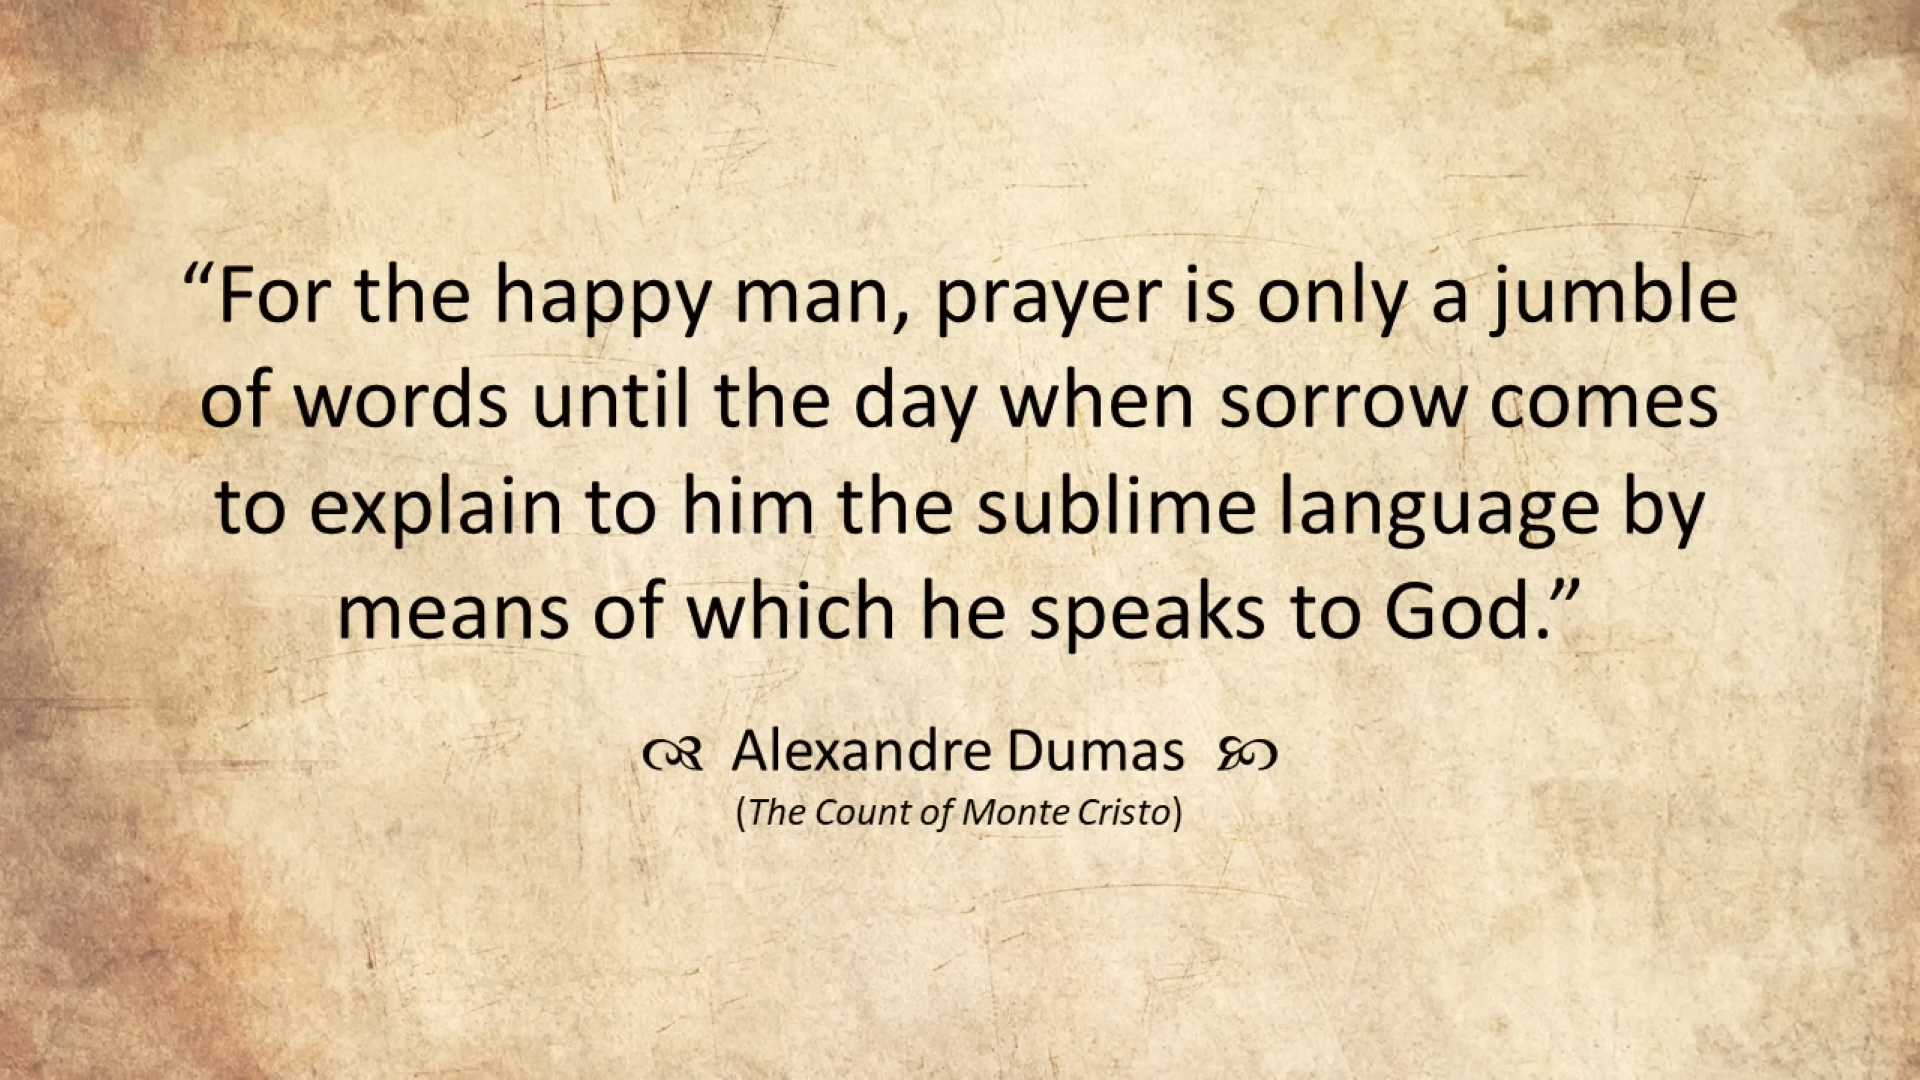 “For the happy man, prayer is only a jumble
of words until the day when sorrow comes
to explain to him the sublime language by
means of which he speaks to God.”
Alexandre Dumas
(The Count of Monte Cristo)